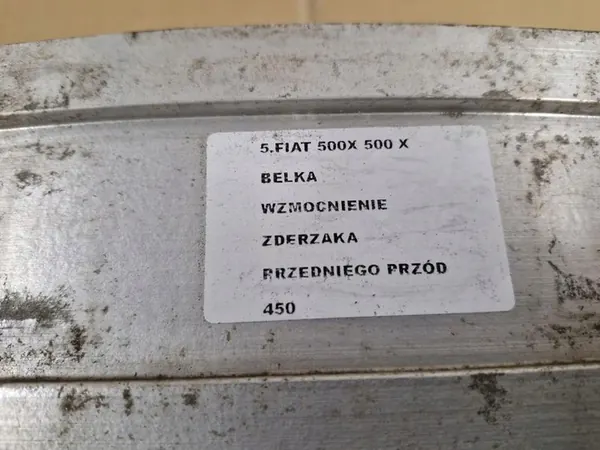 5.FIAT 500X 500 X
BELKA
WZMOCNIENIE
ZDERZAKA
PRZEDNIEGO PRZÓD
450